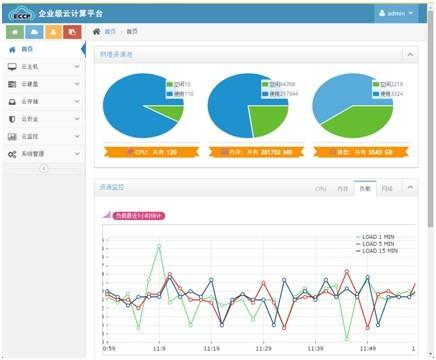 ECCP 企业级云计算平台 admin
首页 首页 > 首页
云主机
云硬盘
云存储
云安全
云监控
系统管理
物理资源池
空闲10
使用110
空闲64358
使用217344
空闲2219
使用3324
CPU: 共有 120
内存: 共有 281702 MB
硬盘: 共有 5543 GB
资源监控 CPU 内存 负载 网络
负载最近1小时统计
LOAD 1 MIN
LOAD 5 MIN
LOAD 15 MIN
0:59 11:9 11:19 11:29 11:39 11:49